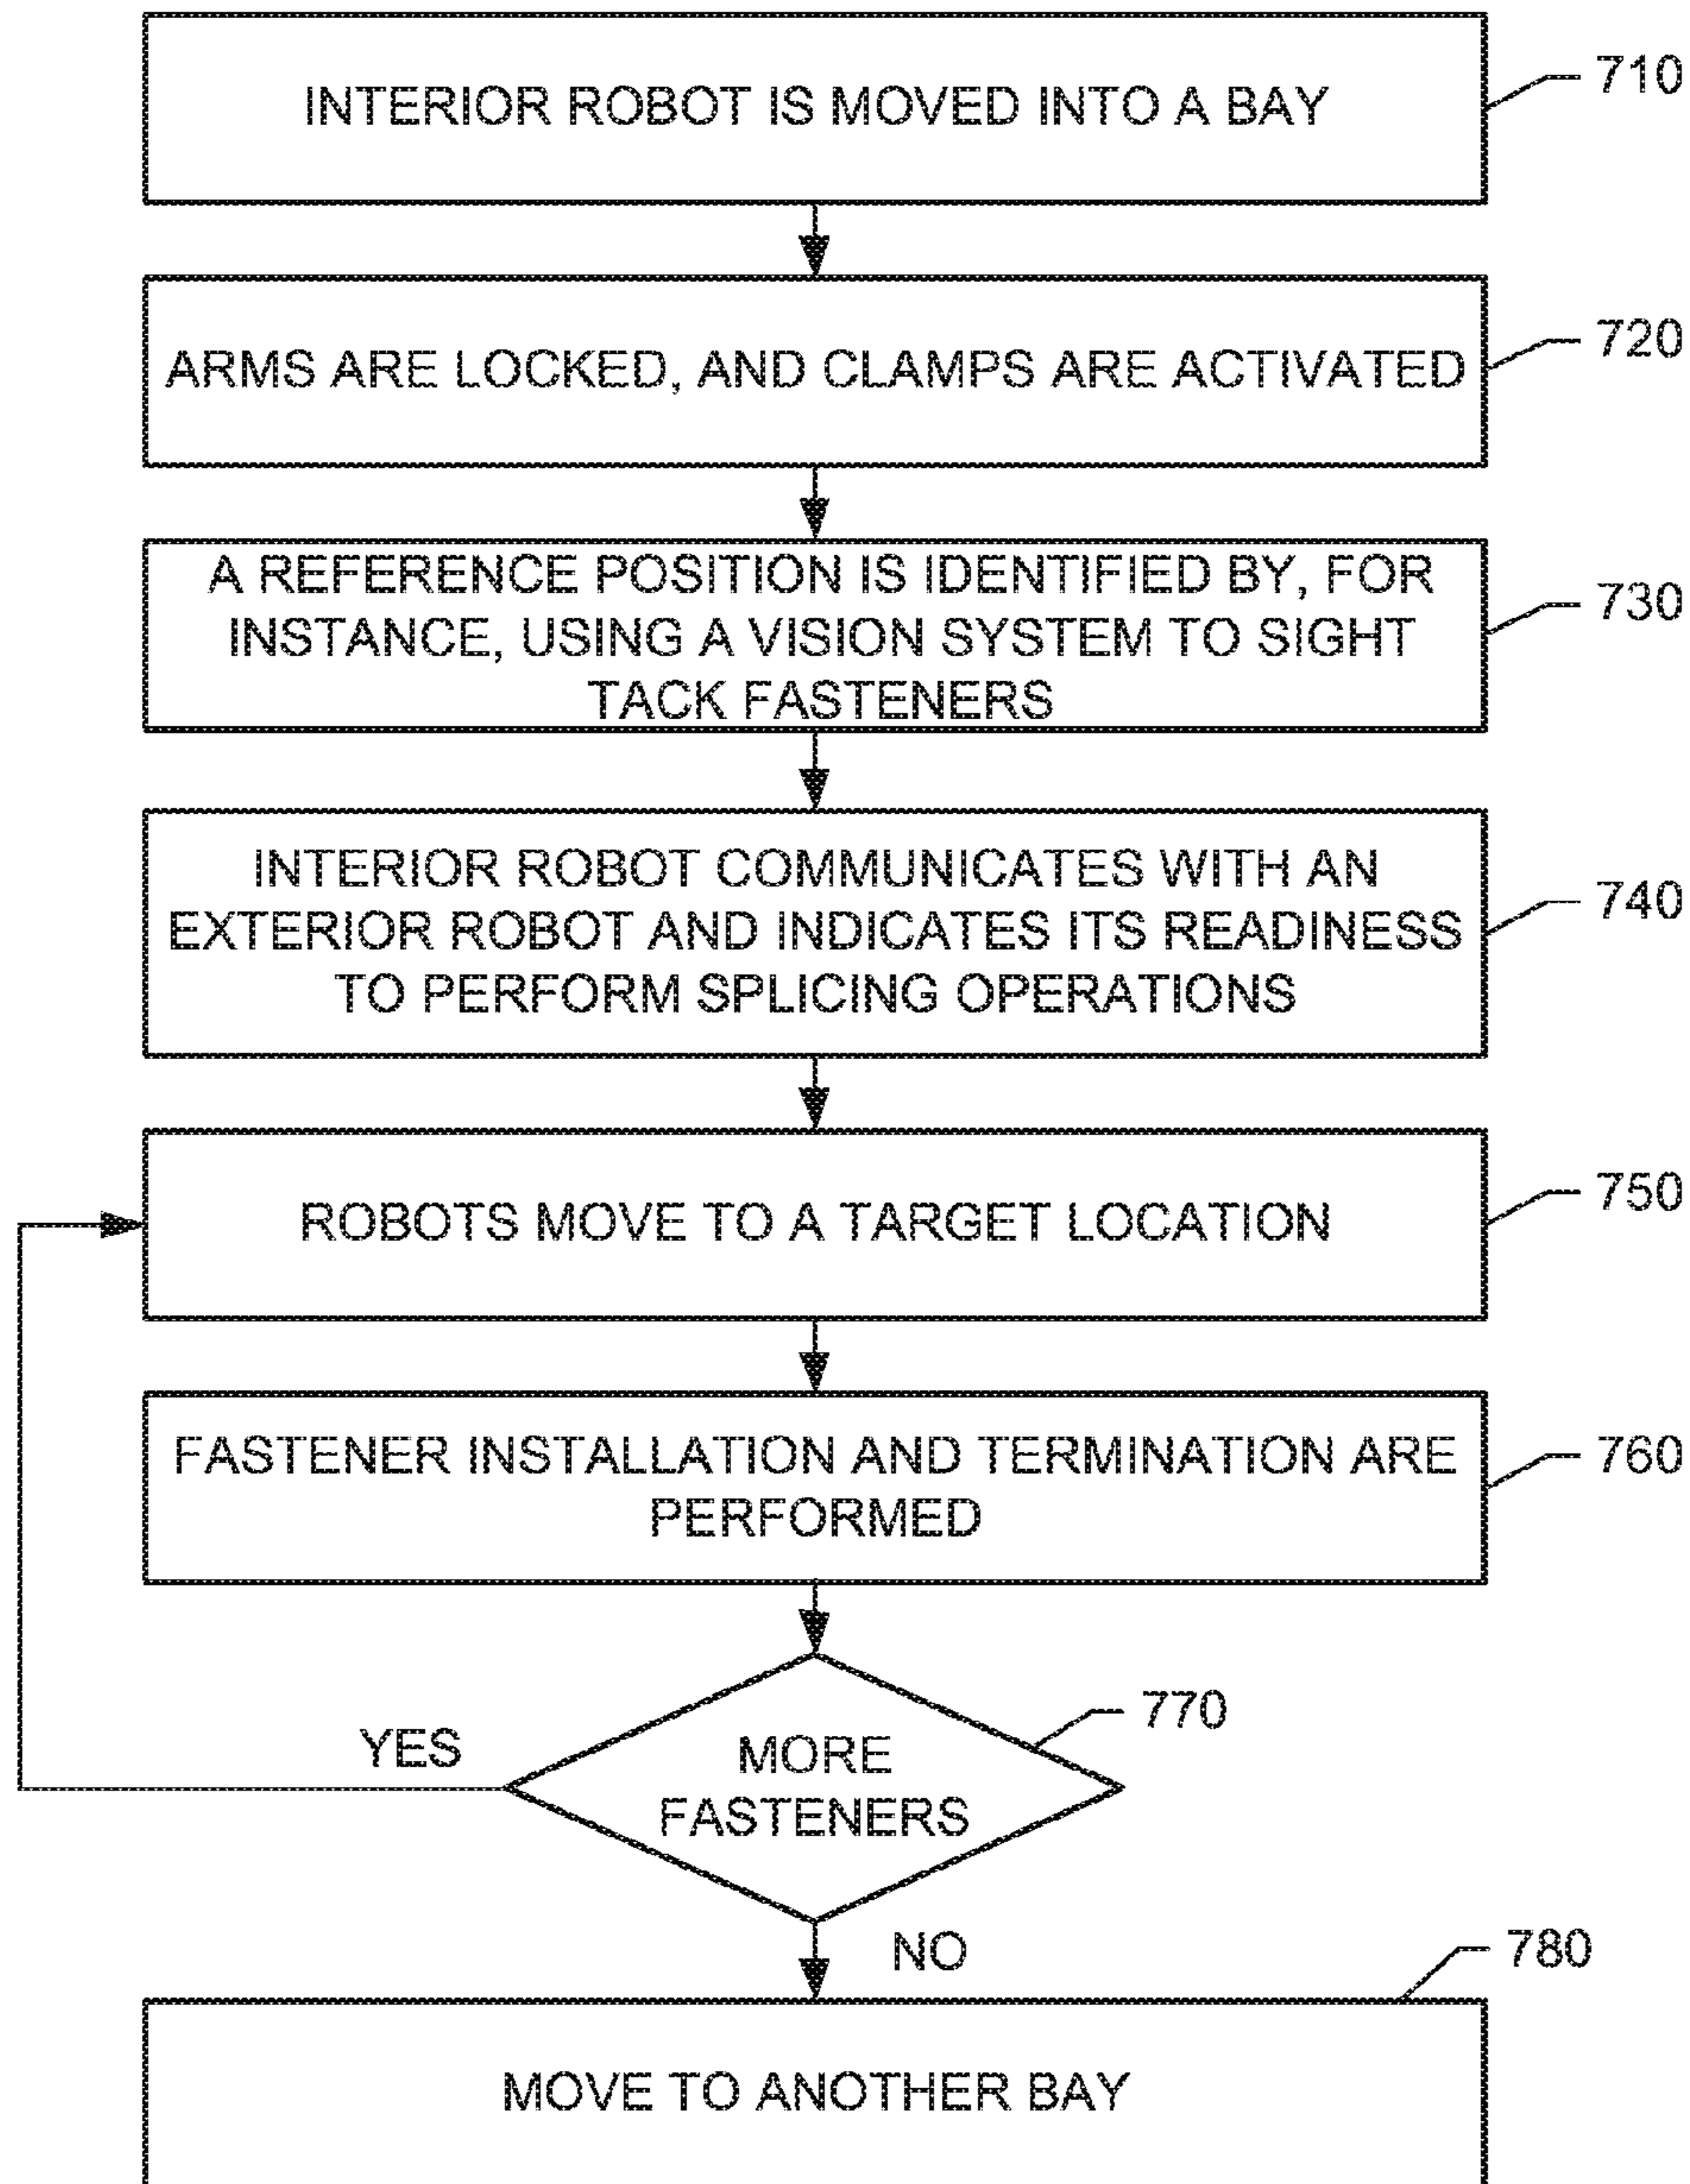 INTERIOR ROBOT IS MOVED INTO A BAY
710
ARMS ARE LOCKED, AND CLAMPS ARE ACTIVATED
720
A REFERENCE POSITION IS IDENTIFIED BY, FOR
INSTANCE, USING A VISION SYSTEM TO SIGHT
TACK FASTENERS
730
INTERIOR ROBOT COMMUNICATES WITH AN
EXTERIOR ROBOT AND INDICATES ITS READINESS
TO PERFORM SPLICING OPERATIONS
740
ROBOTS MOVE TO A TARGET LOCATION
750
FASTENER INSTALLATION AND TERMINATION ARE
PERFORMED
760
770
YES
MORE
FASTENERS
NO
780
MOVE TO ANOTHER BAY